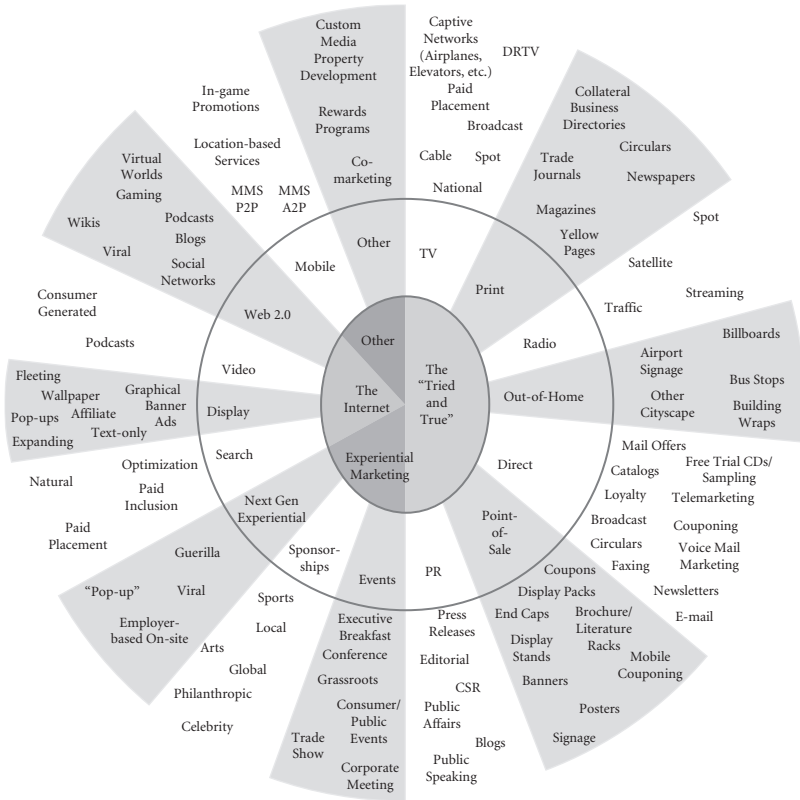 The
"Tried
and
True"
Experiential
Marketing
The
Internet
Other
TV
Captive
Networks
(Airplanes,
Elevators, etc.)
DRTV
Paid
Placement
Broadcast
Cable
Spot
National
Print
Collateral
Business
Directories
Circulars
Trade
Journals
Newspapers
Magazines
Yellow
Pages
Radio
Spot
Satellite
Streaming
Traffic
Out-of-Home
Billboards
Airport
Signage
Bus Stops
Other
Cityscape
Building
Wraps
Direct
Mail Offers
Catalogs
Free Trial CDs/
Sampling
Loyalty
Telemarketing
Broadcast
Couponing
Circulars
Voice Mail
Marketing
Faxing
Newsletters
E-mail
Point-
of-
Sale
Coupons
Display Packs
End Caps
Brochure/
Literature
Racks
Display
Stands
Mobile
Couponing
Banners
Posters
Signage
PR
Press
Releases
Editorial
CSR
Public
Affairs
Blogs
Public
Speaking
Events
Executive
Breakfast
Conference
Grassroots
Consumer/
Public
Events
Trade
Show
Corporate
Meeting
Sponsor-
ships
Sports
Local
Arts
Global
Philanthropic
Celebrity
Next Gen
Experiential
Guerilla
"Pop-up"
Viral
Employer-
based On-site
Search
Optimization
Natural
Paid
Inclusion
Paid
Placement
Display
Fleeting
Wallpaper
Graphical
Banner
Ads
Pop-ups
Affiliate
Expanding
Text-only
Video
Consumer
Generated
Podcasts
Web 2.0
Virtual
Worlds
Gaming
Wikis
Podcasts
Blogs
Viral
Social
Networks
Mobile
In-game
Promotions
Location-based
Services
MMS
P2P
MMS
A2P
Other
Custom
Media
Property
Development
Rewards
Programs
Co-
marketing